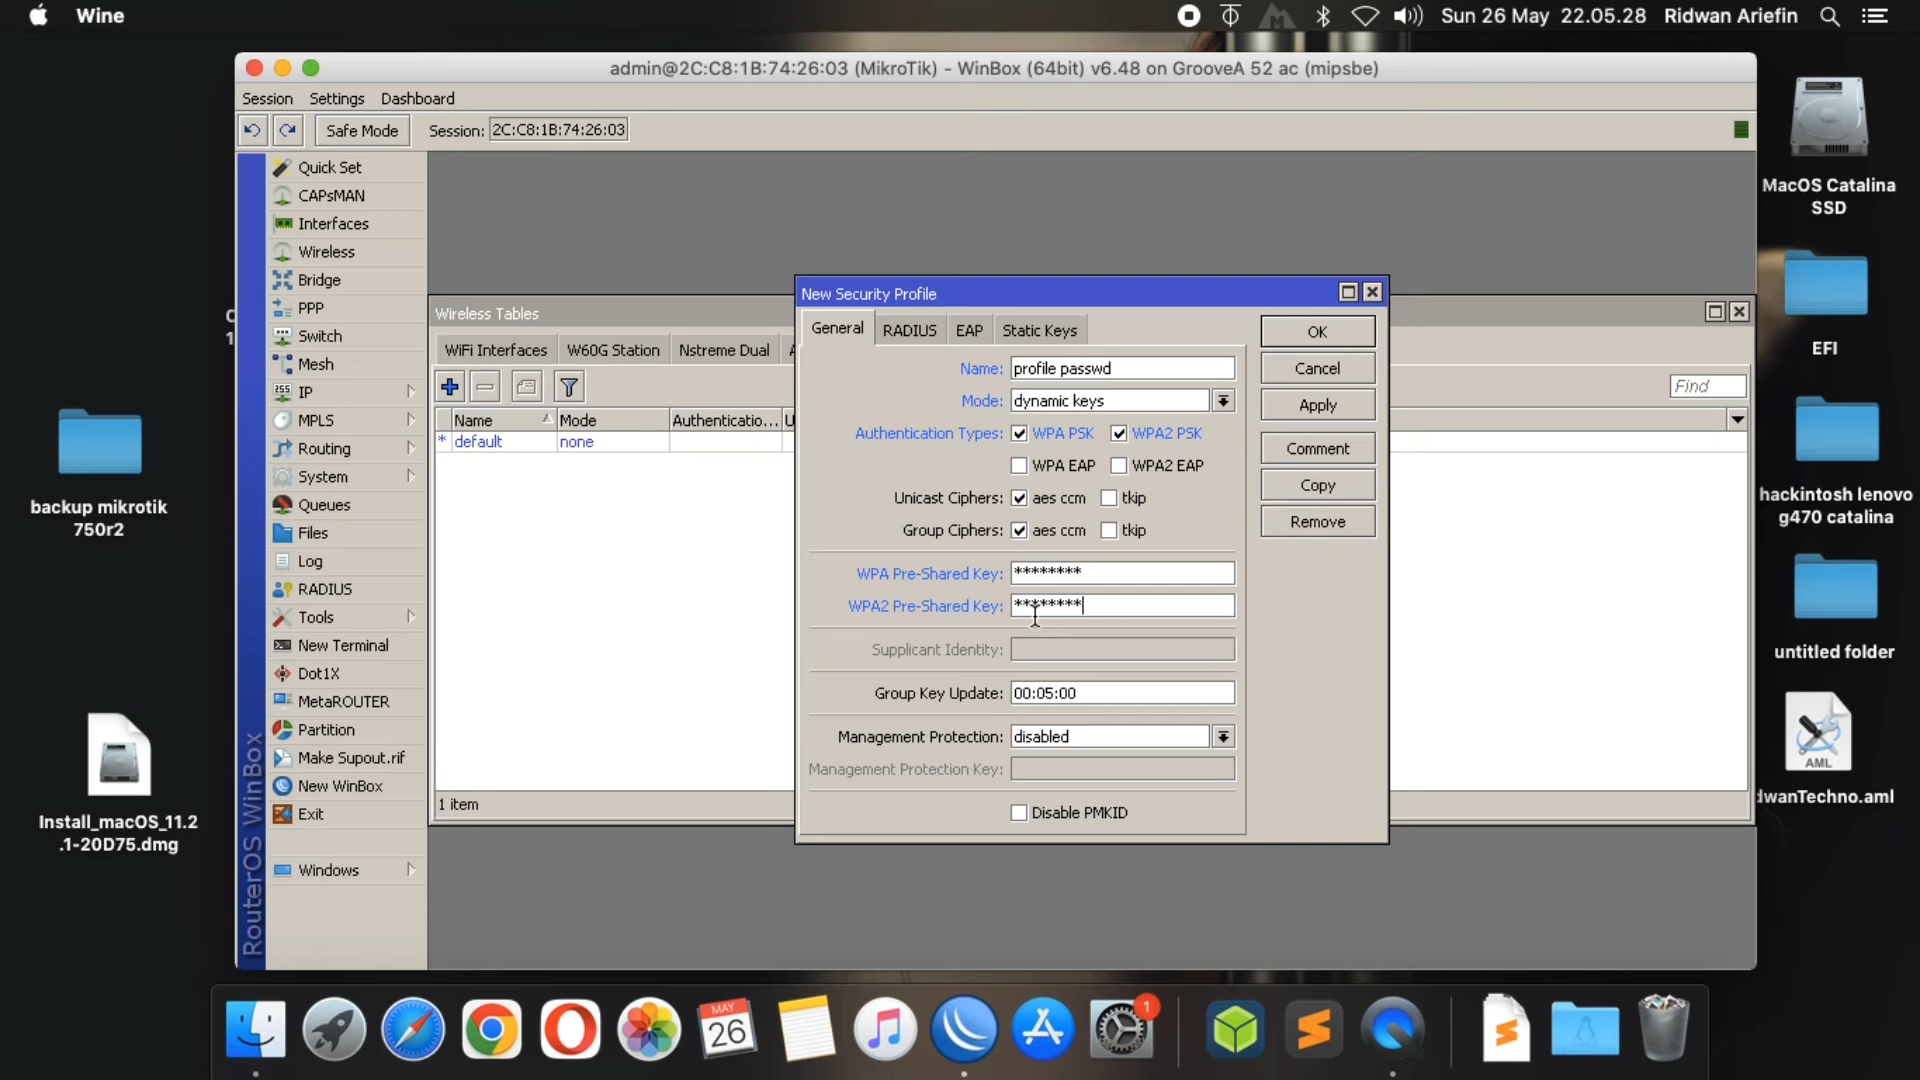 Wine
Sun 26 May 22.05.28 Ridwan Ariefin
admin@2C:C8:1B:74:26:03 (MikroTik) - WinBox (64bit) v6.48 on GrooveA 52 ac (mipsbe)
Session Settings Dashboard
Safe Mode Session: 2C:C8:1B:74:26:03
RouterOS WinBox
Quick Set
CAPsMAN
Interfaces
Wireless
Bridge
PPP
Switch
Mesh
255 IP
MPLS
Routing
System
Queues
Files
Log
RADIUS
Tools
New Terminal
Dot1X
MetaROUTER
Partition
Make Supout.rif
New WinBox
Exit
Windows
Wireless Tables
WiFi Interfaces W60G Station Nstreme Dual
Find
Name Mode Authenticatio... U
* default none
1 item
New Security Profile
General RADIUS EAP Static Keys
Name: profile passwd
Mode: dynamic keys
Authentication Types: WPA PSK WPA2 PSK
WPA EAP WPA2 EAP
Unicast Ciphers: aes ccm tkip
Group Ciphers: aes ccm tkip
WPA Pre-Shared Key: ********
WPA2 Pre-Shared Key: ********
Supplicant Identity:
Group Key Update: 00:05:00
Management Protection: disabled
Management Protection Key:
Disable PMKID
OK
Cancel
Apply
Comment
Copy
Remove
backup mikrotik
750r2
Install_macOS_11.2
.1-20D75.dmg
MacOS Catalina
SSD
EFI
hackintosh lenovo
g470 catalina
untitled folder
AML
dwanTechno.aml
MAY
26
1